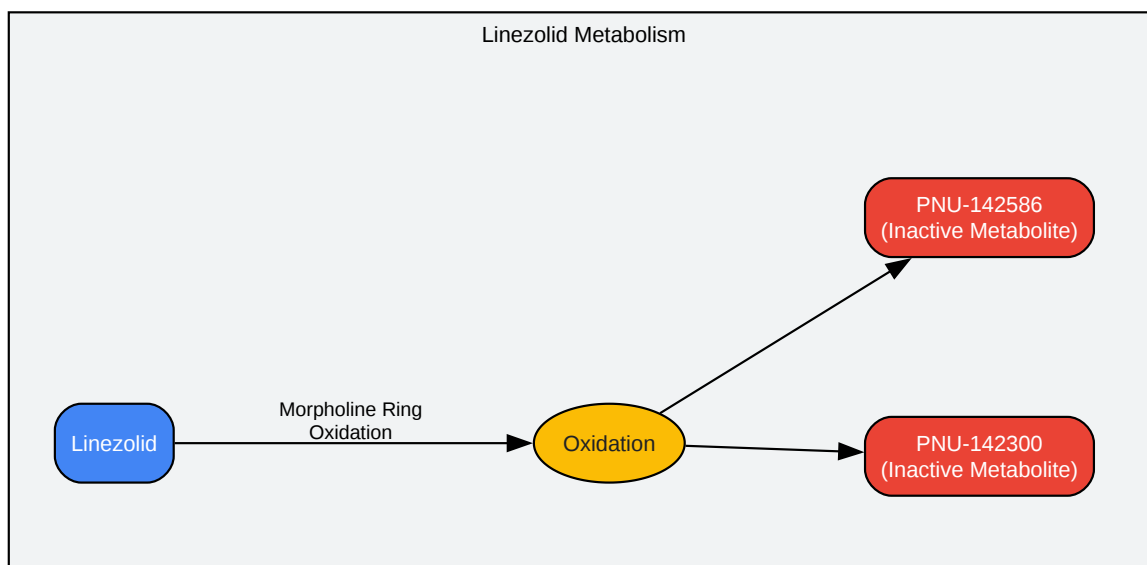 Linezolid Metabolism
PNU-142586
(Inactive Metabolite)
Morpholine Ring
Oxidation
Linezolid
Oxidation
PNU-142300
(Inactive Metabolite)